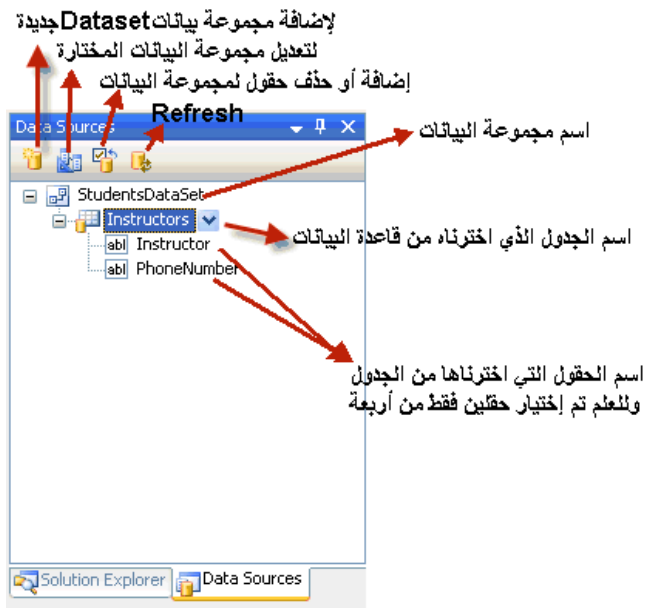 لإضافة مجموعة بيانات Dataset جديدة
لتعديل مجموعة البيانات المختارة
إضافة أو حذف حقول لمجموعة البيانات
Refresh
Data Sources
اسم مجموعة البيانات
StudentsDataSet
Instructors
اسم الجدول الذي اخترناه من قاعدة البيانات
abl Instructor
abl PhoneNumber
اسم الحقول التي اخترناها من الجدول
وللعلم تم إختيار حقلين فقط من أربعة
Solution Explorer
Data Sources